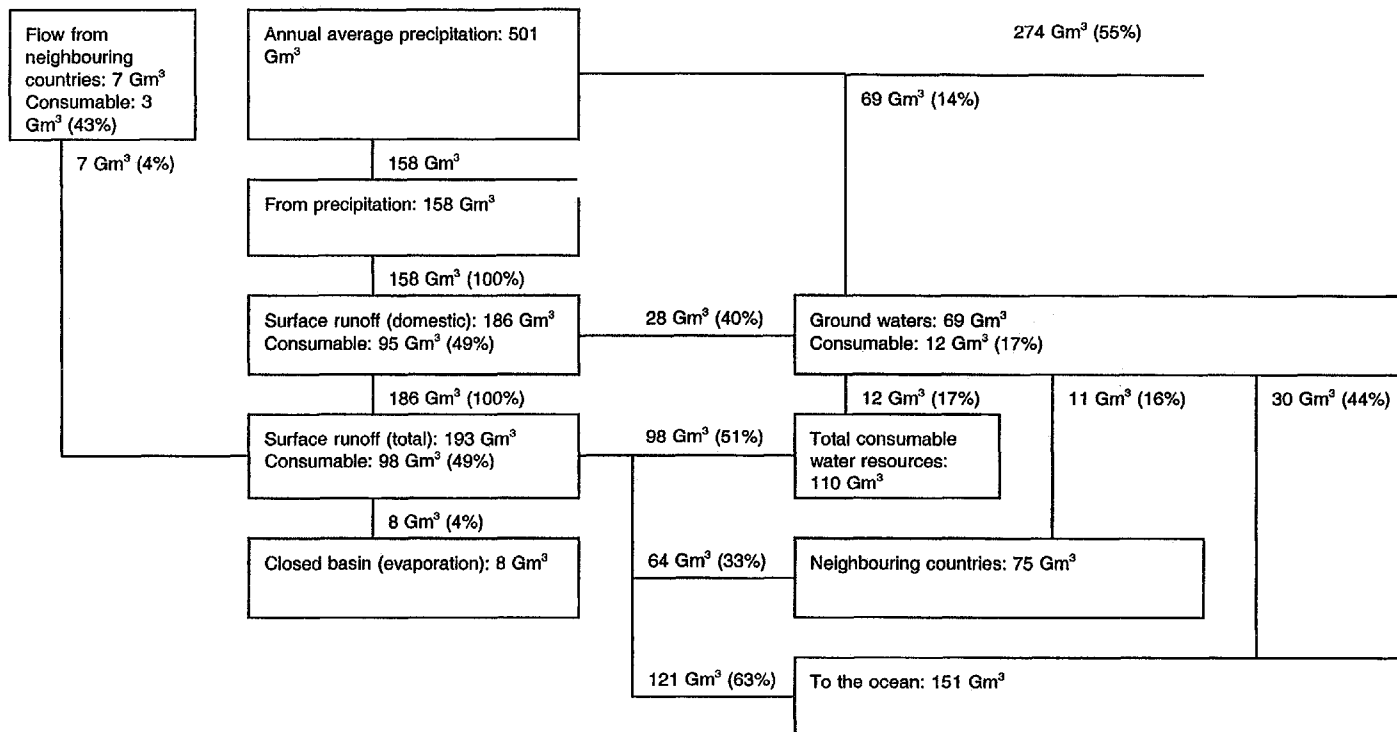 Flow from
neighbouring
countries: 7 Gm³
Consumable: 3
Gm³ (43%)
Annual average precipitation: 501
Gm³
274 Gm³ (55%)
69 Gm³ (14%)
7 Gm³ (4%)
158 Gm³
From precipitation: 158 Gm³
158 Gm³ (100%)
Surface runoff (domestic): 186 Gm³
Consumable: 95 Gm³ (49%)
28 Gm³ (40%)
Ground waters: 69 Gm³
Consumable: 12 Gm³ (17%)
186 Gm³ (100%)
12 Gm³ (17%)
11 Gm³ (16%)
30 Gm³ (44%)
Surface runoff (total): 193 Gm³
Consumable: 98 Gm³ (49%)
98 Gm³ (51%)
Total consumable
water resources:
110 Gm³
8 Gm³ (4%)
Closed basin (evaporation): 8 Gm³
64 Gm³ (33%)
Neighbouring countries: 75 Gm³
121 Gm³ (63%)
To the ocean: 151 Gm³